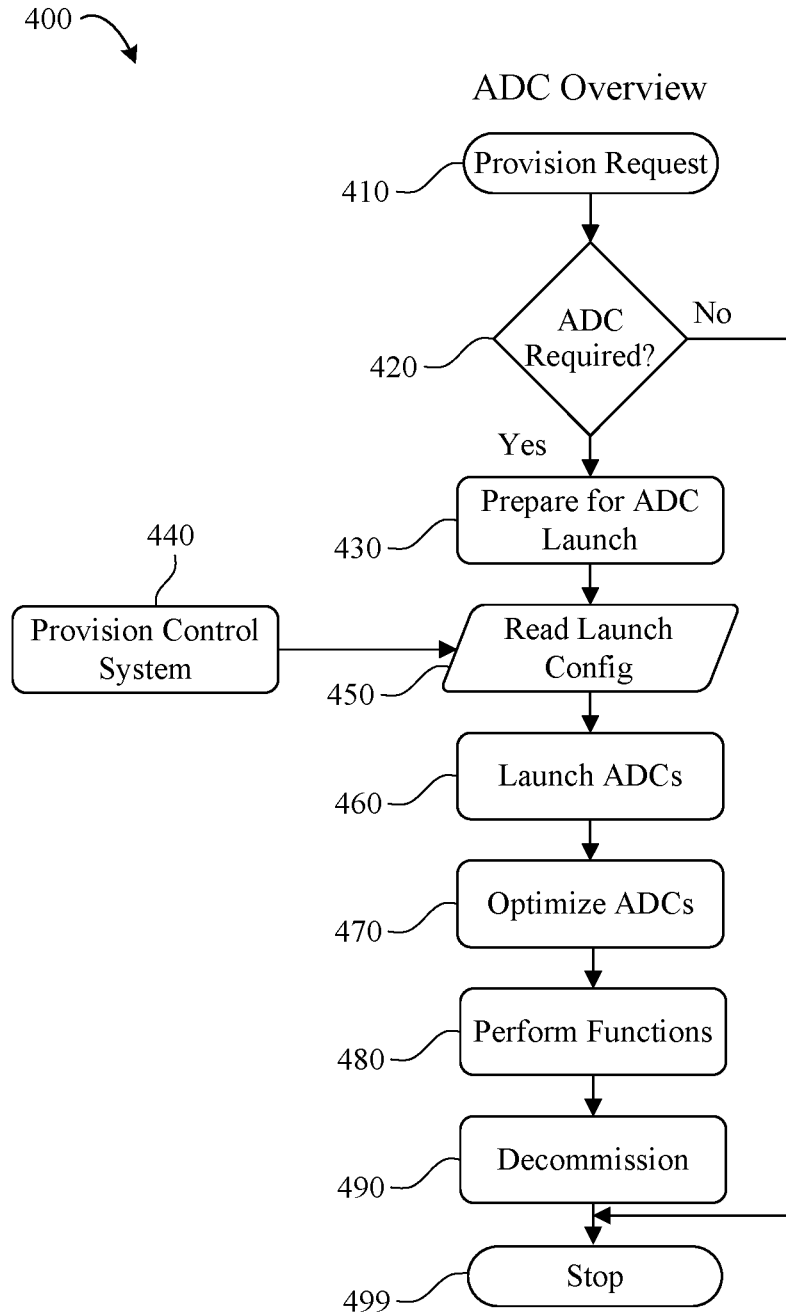 400
ADC Overview
Provision Request
410
ADC
Required?
No
420
Yes
Prepare for ADC
Launch
430
440
Provision Control
System
Read Launch
Config
450
Launch ADCs
460
Optimize ADCs
470
Perform Functions
480
Decommission
490
Stop
499